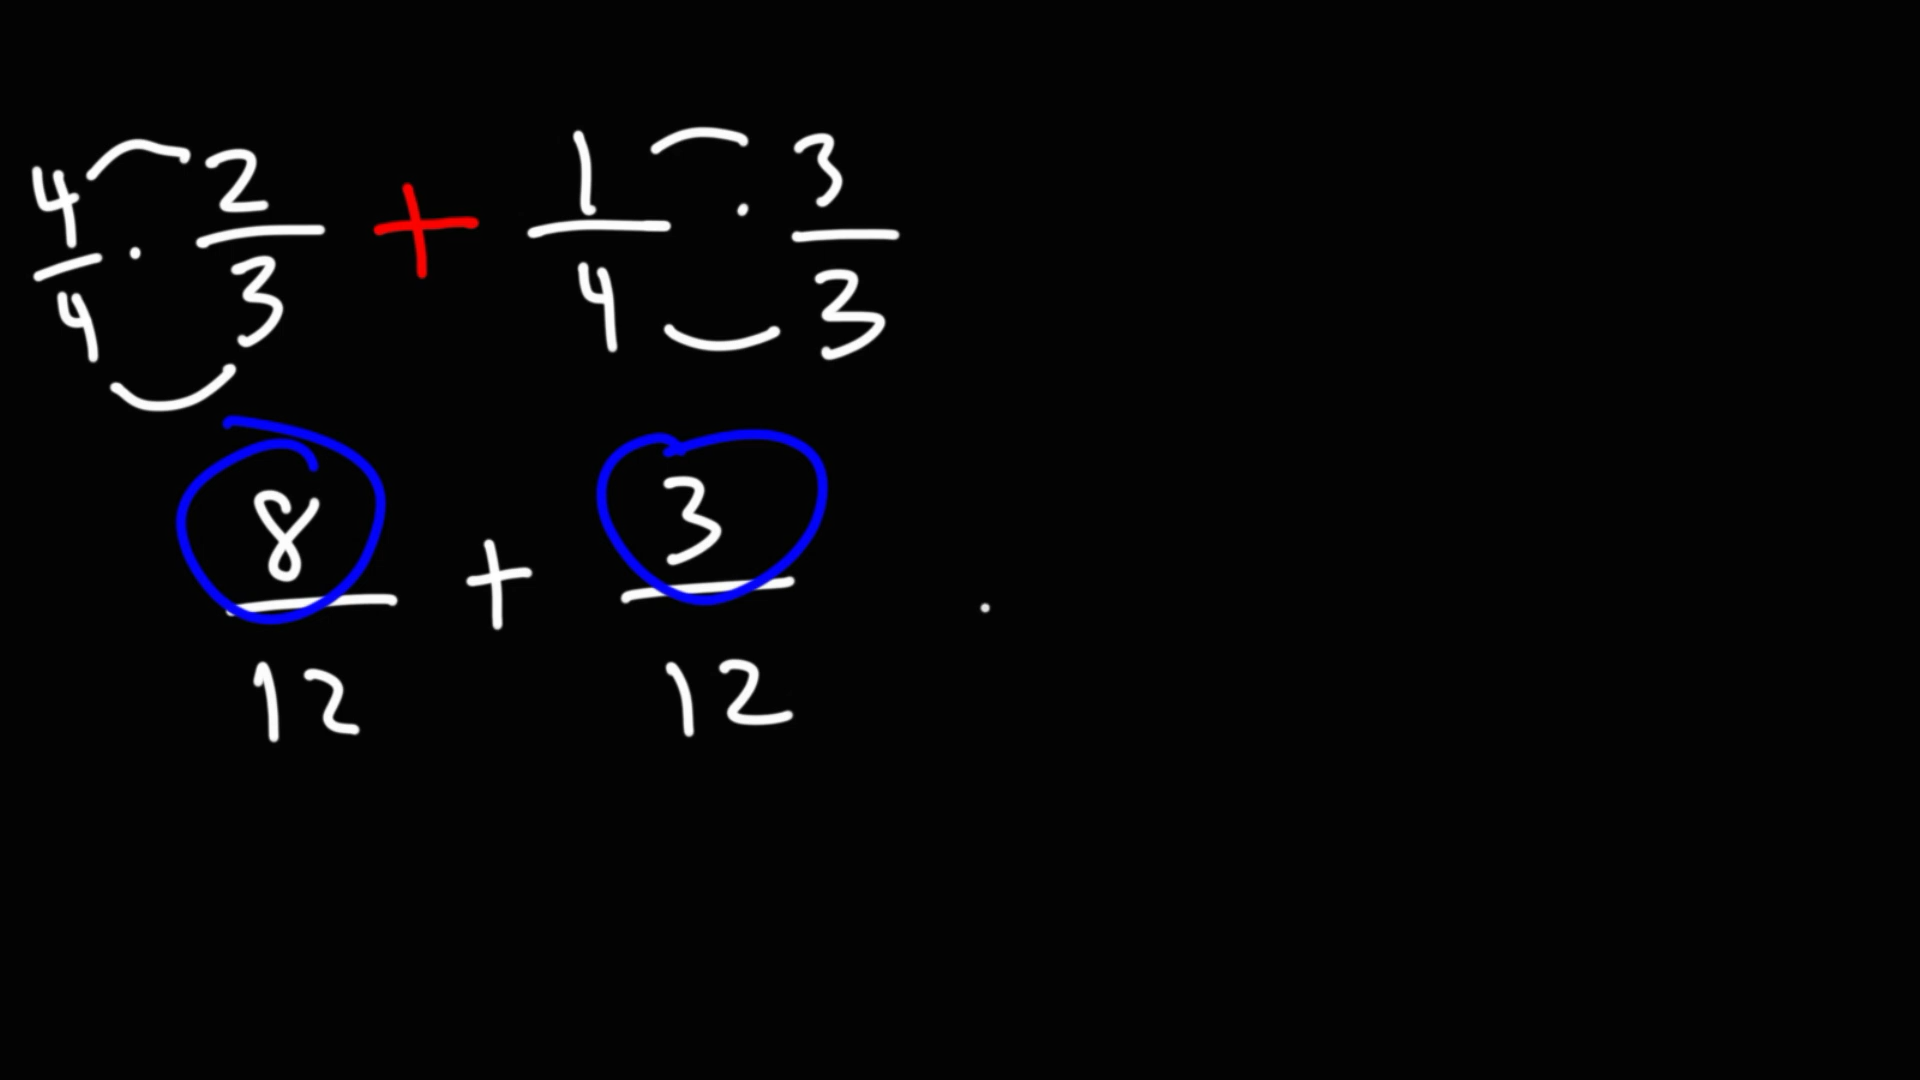 4/4 · 2/3 + 1/4 · 3/3
8/12 + 3/12